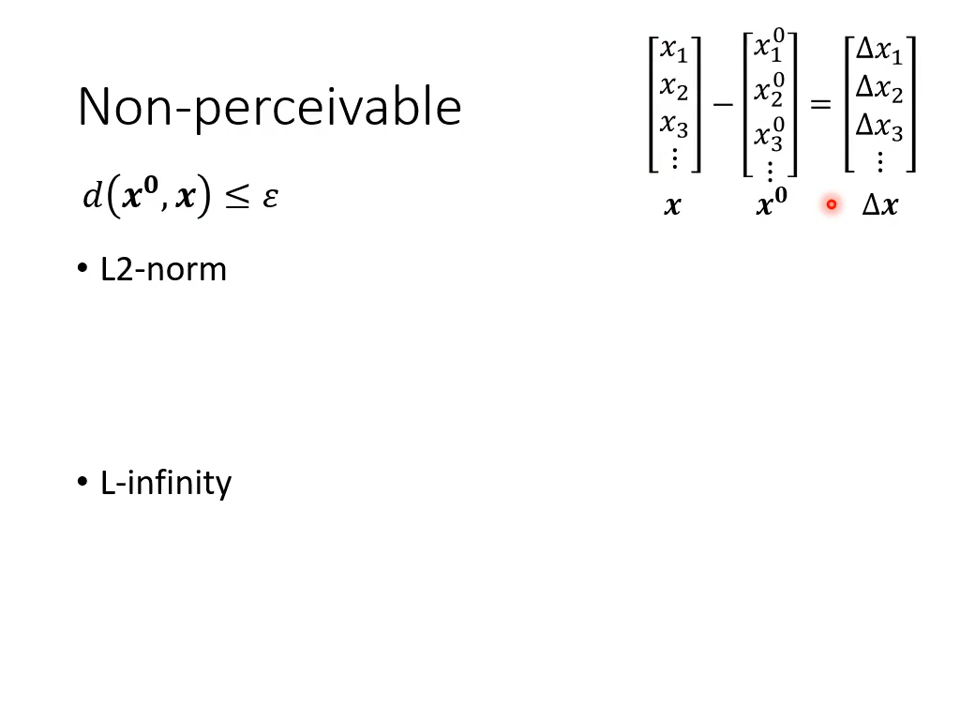 Non-perceivable
d(x⁰, x) ≤ ε
• L2-norm
• L-infinity
[x₁ x₂ x₃ ⋮] − [x₁⁰ x₂⁰ x₃⁰ ⋮] = [Δx₁ Δx₂ Δx₃ ⋮]
x x⁰ Δx